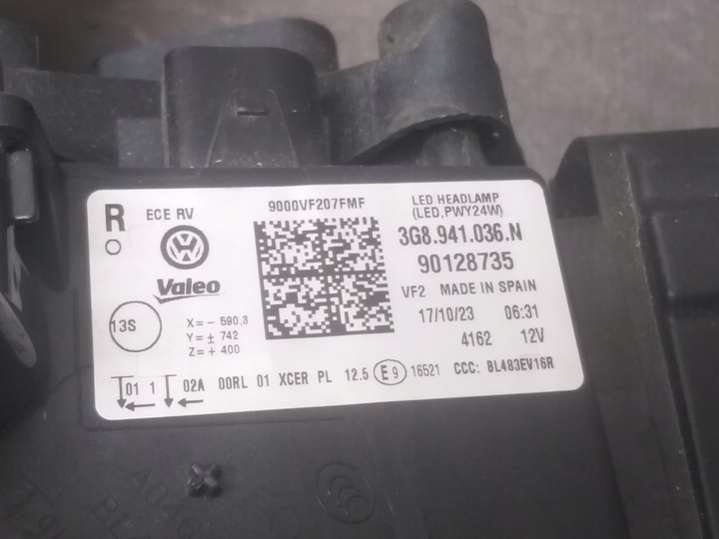 R
ECE RV
9000VF207FMF
LED HEADLAMP
(LED,PWY24W)
3G8.941.036.N
90128735
Valeo
VF2 MADE IN SPAIN
17/10/23 06:31
4162 12V
13S
X= - 590,3
Y= ± 742
Z= + 400
01 1 02A 00RL 01 XCER PL 12.5 E9 16521 CCC: BL483EV16R